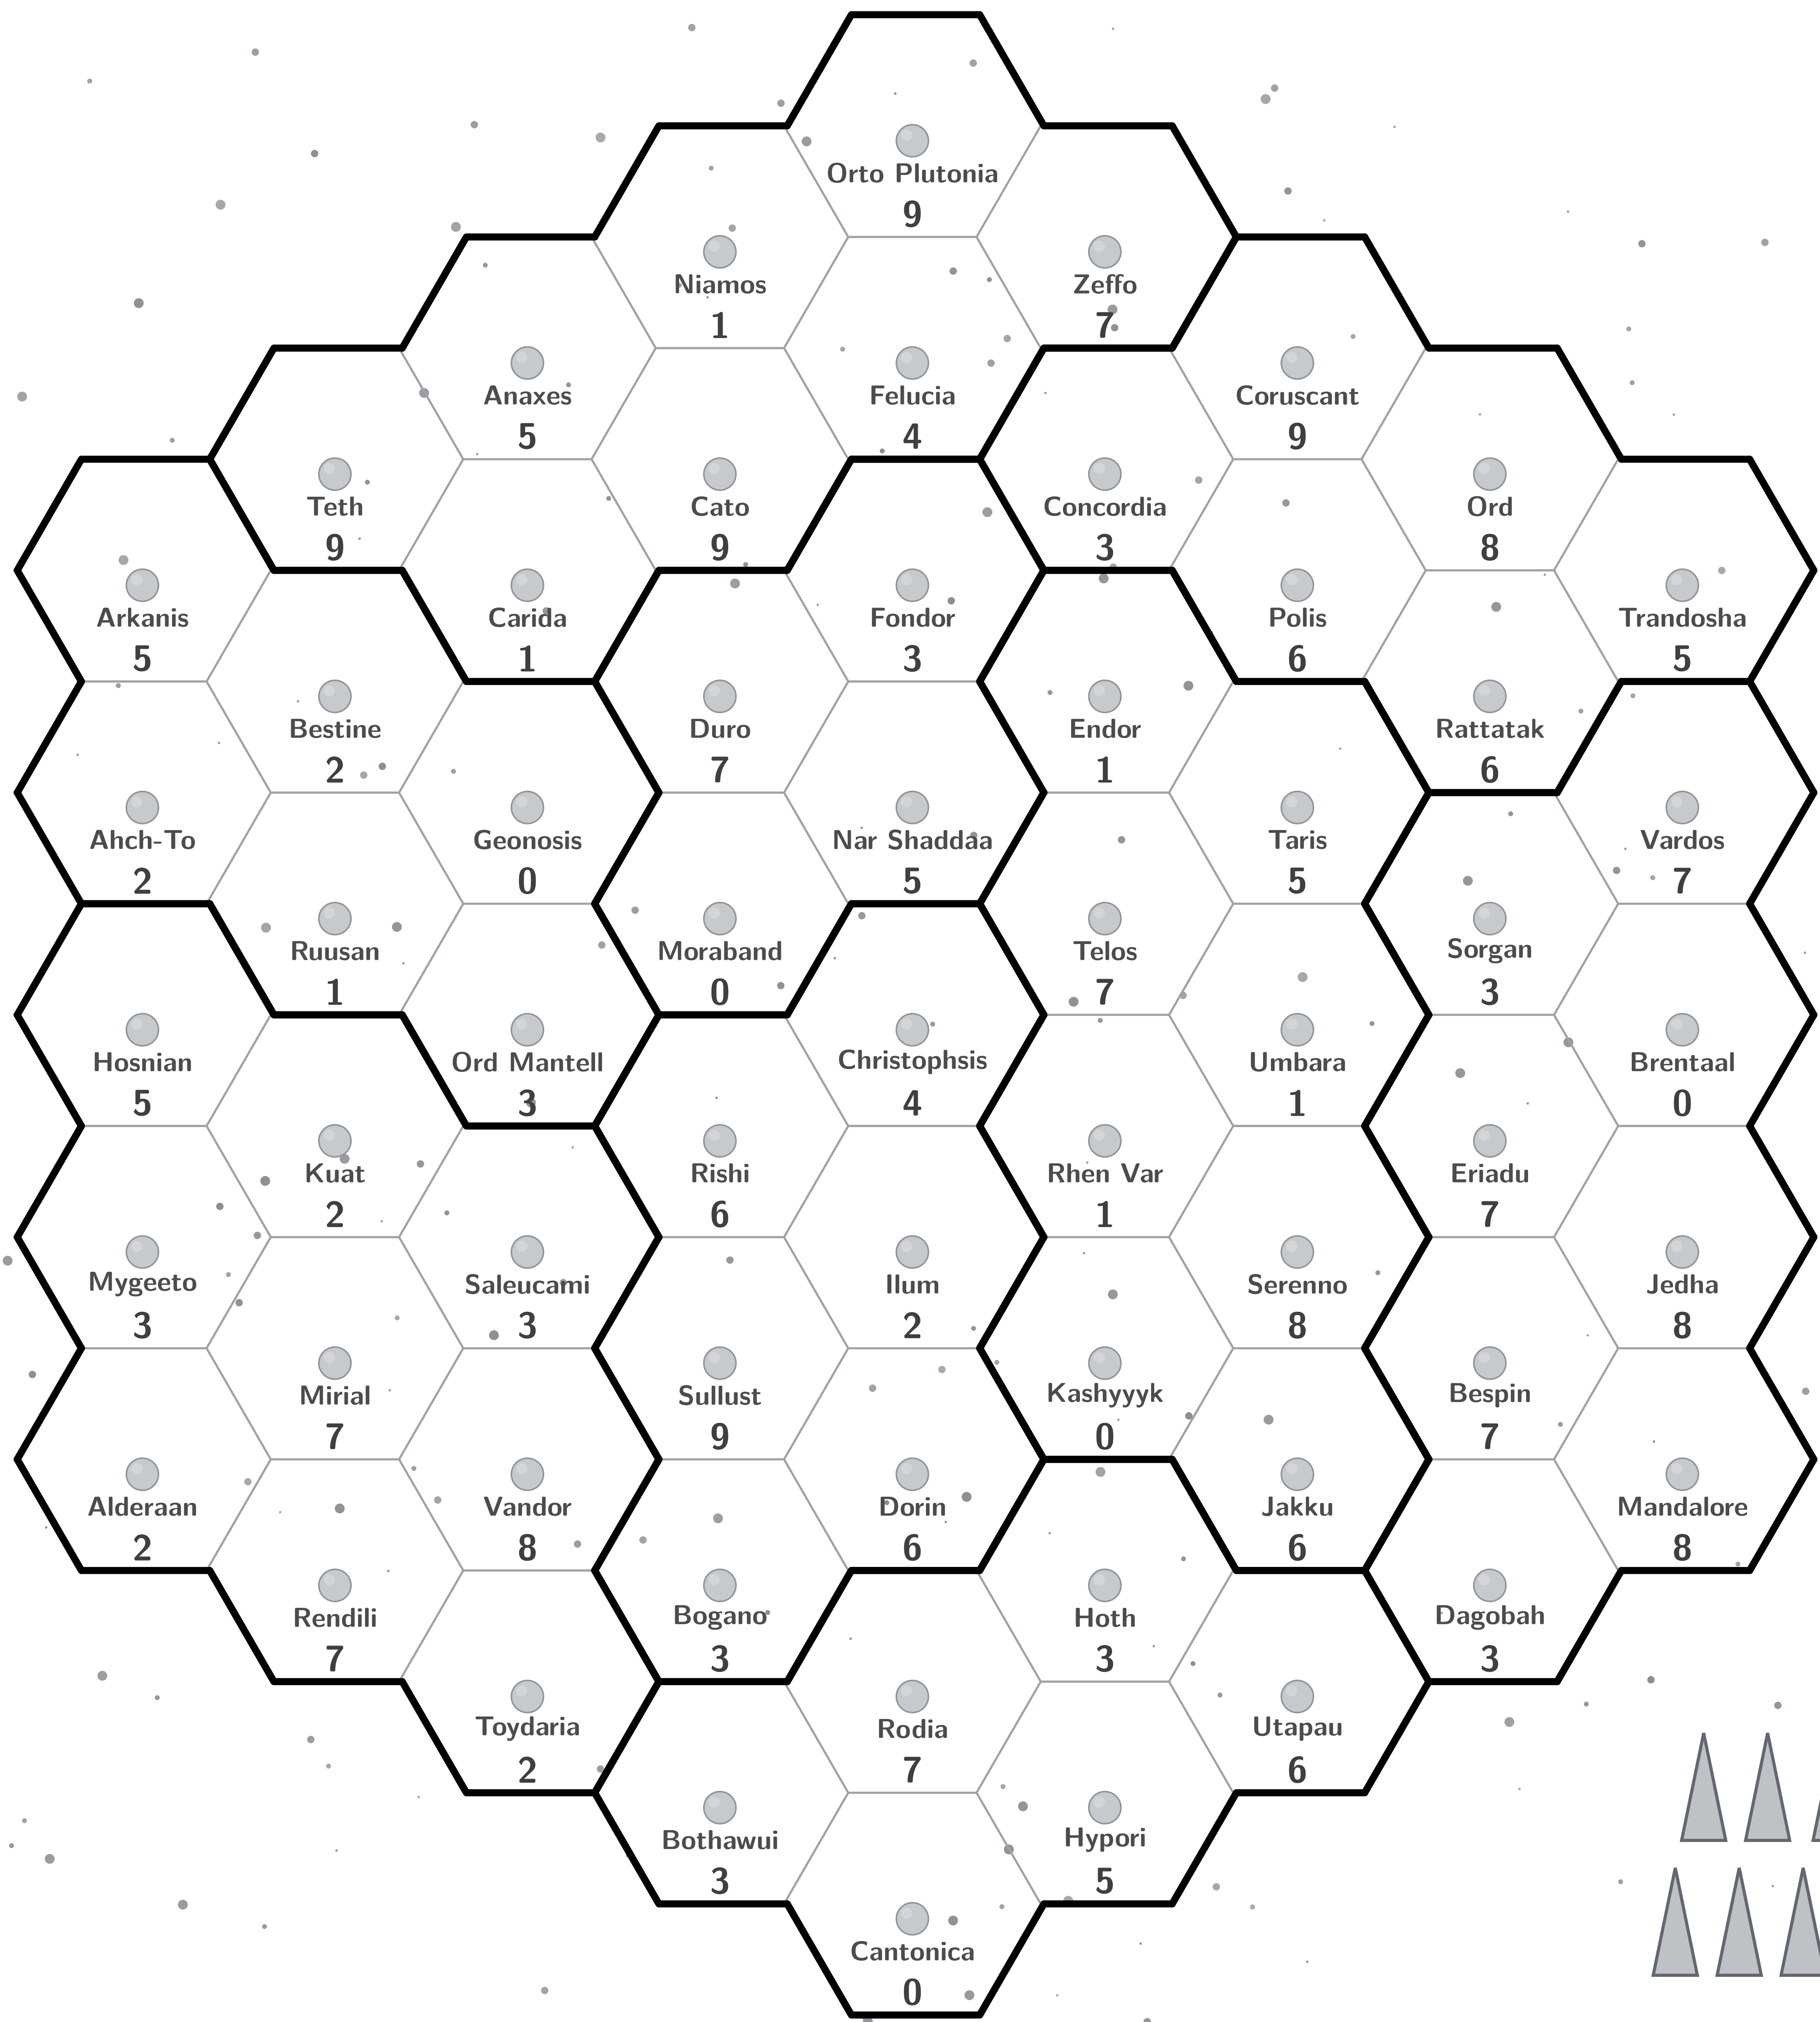 Orto Plutonia
9
Niamos
1
Zeffo
7
Anaxes
5
Felucia
4
Coruscant
9
Teth
9
Cato
9
Concordia
3
Ord
8
Arkanis
5
Carida
1
Fondor
3
Polis
6
Trandosha
5
Bestine
2
Duro
7
Endor
1
Rattatak
6
Ahch-To
2
Geonosis
0
Nar Shaddaa
5
Taris
5
Vardos
7
Ruusan
1
Moraband
0
Telos
7
Sorgan
3
Hosnian
5
Ord Mantell
3
Christophsis
4
Umbara
1
Brentaal
0
Kuat
2
Rishi
6
Rhen Var
1
Eriadu
7
Mygeeto
3
Saleucami
3
Ilum
2
Serenno
8
Jedha
8
Mirial
7
Sullust
9
Kashyyyk
0
Bespin
7
Alderaan
2
Vandor
8
Dorin
6
Jakku
6
Mandalore
8
Rendili
7
Bogano
3
Hoth
3
Dagobah
3
Toydaria
2
Rodia
7
Utapau
6
Bothawui
3
Hypori
5
Cantonica
0